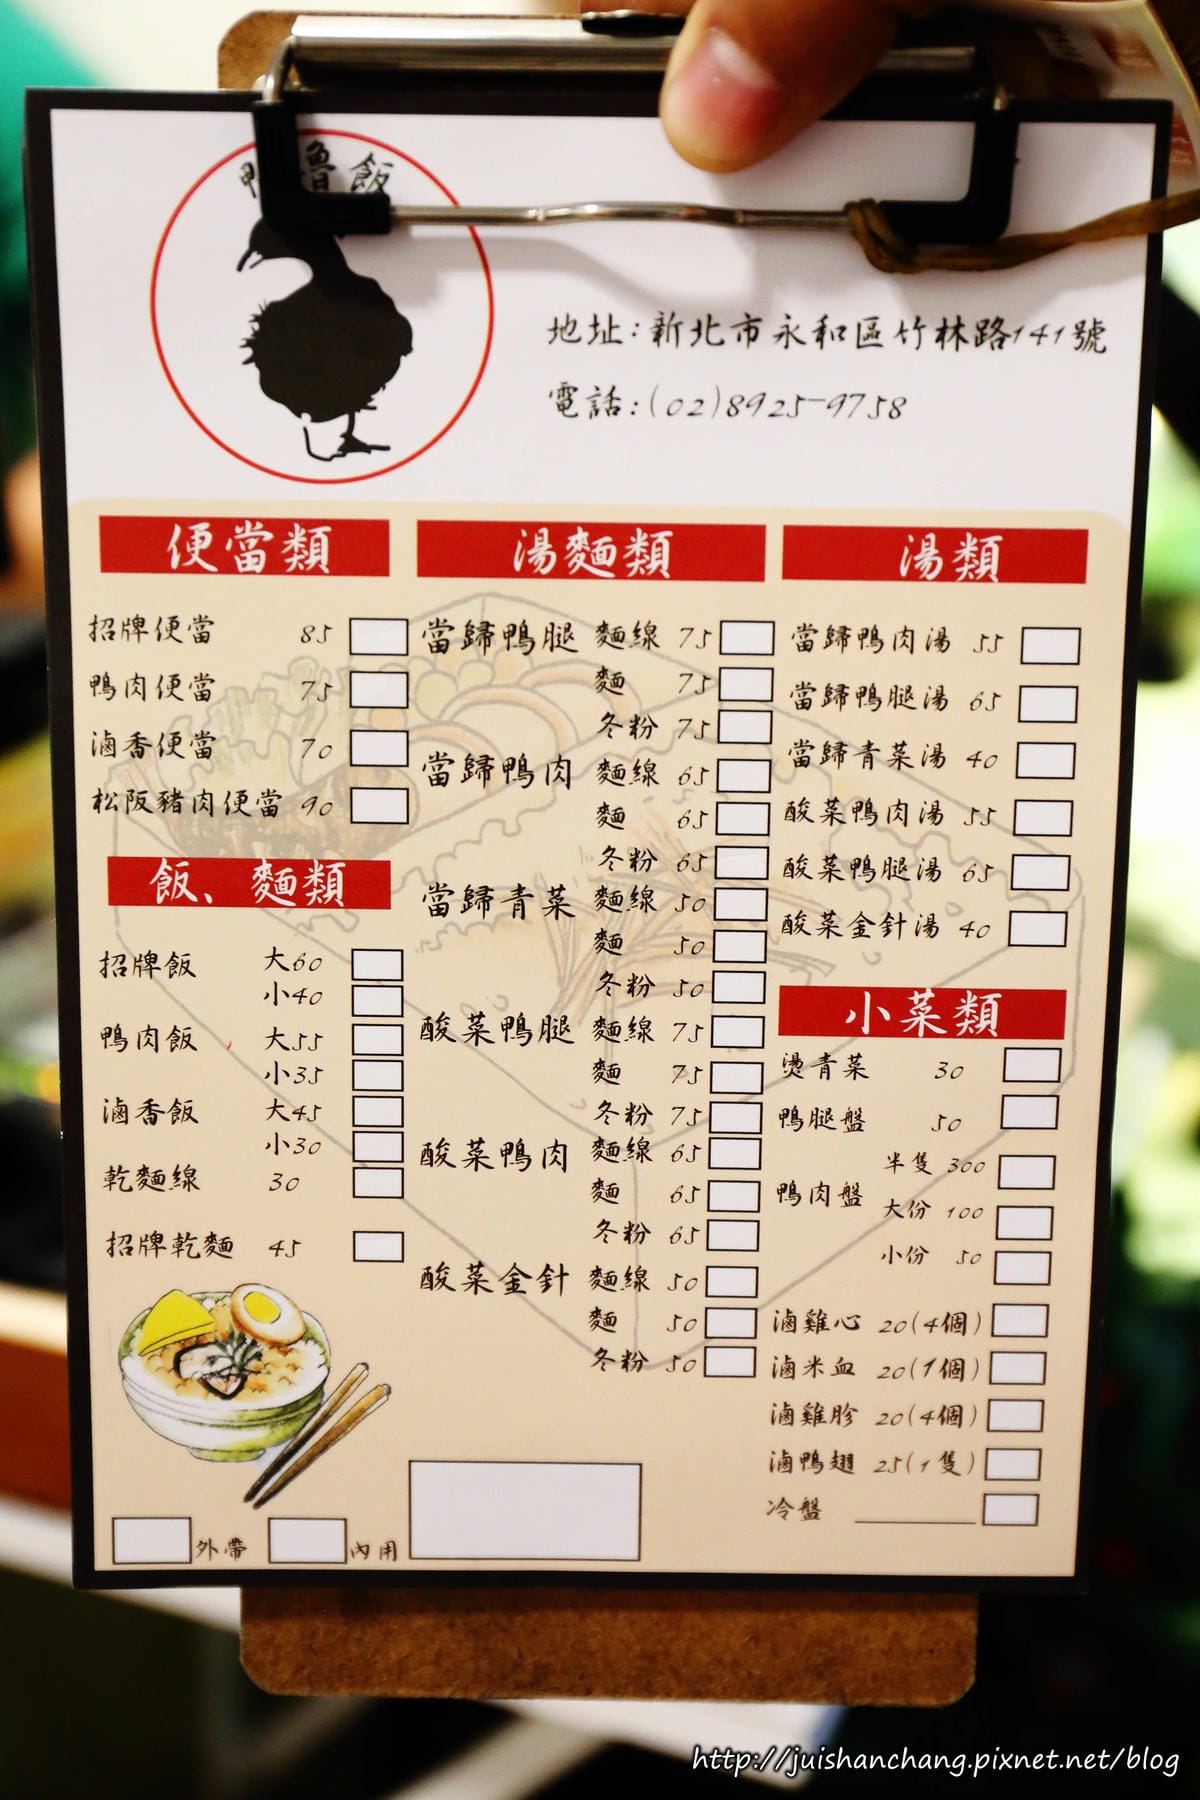 魯飯
地址:新北市永和區竹林路141號
電話:(02)8925-9758
便當類
招牌便當 85
鴨肉便當 75
滷香便當 70
松阪豬肉便當 90
飯、麵類
招牌飯 大60
小40
鴨肉飯 大55
小35
滷香飯 大45
小30
乾麵線 30
招牌乾麵 45
外帶 內用
湯麵類
當歸鴨腿 麵線 75
麵 75
冬粉 75
當歸鴨肉 麵線 65
麵 65
冬粉 65
當歸青菜 麵線 50
麵 50
冬粉 50
酸菜鴨腿 麵線 75
麵 75
冬粉 75
酸菜鴨肉 麵線 65
麵 65
冬粉 65
酸菜金針 麵線 50
麵 50
冬粉 50
湯類
當歸鴨肉湯 55
當歸鴨腿湯 65
當歸青菜湯 40
酸菜鴨肉湯 55
酸菜鴨腿湯 65
酸菜金針湯 40
小菜類
燙青菜 30
鴨腿盤 50
鴨肉盤 半隻 300
大份 100
小份 50
滷雞心 20(4個)
滷米血 20(1個)
滷雞胗 20(4個)
滷鴨翅 25(1隻)
冷盤
http://juishanchang.pixnet.net/blog